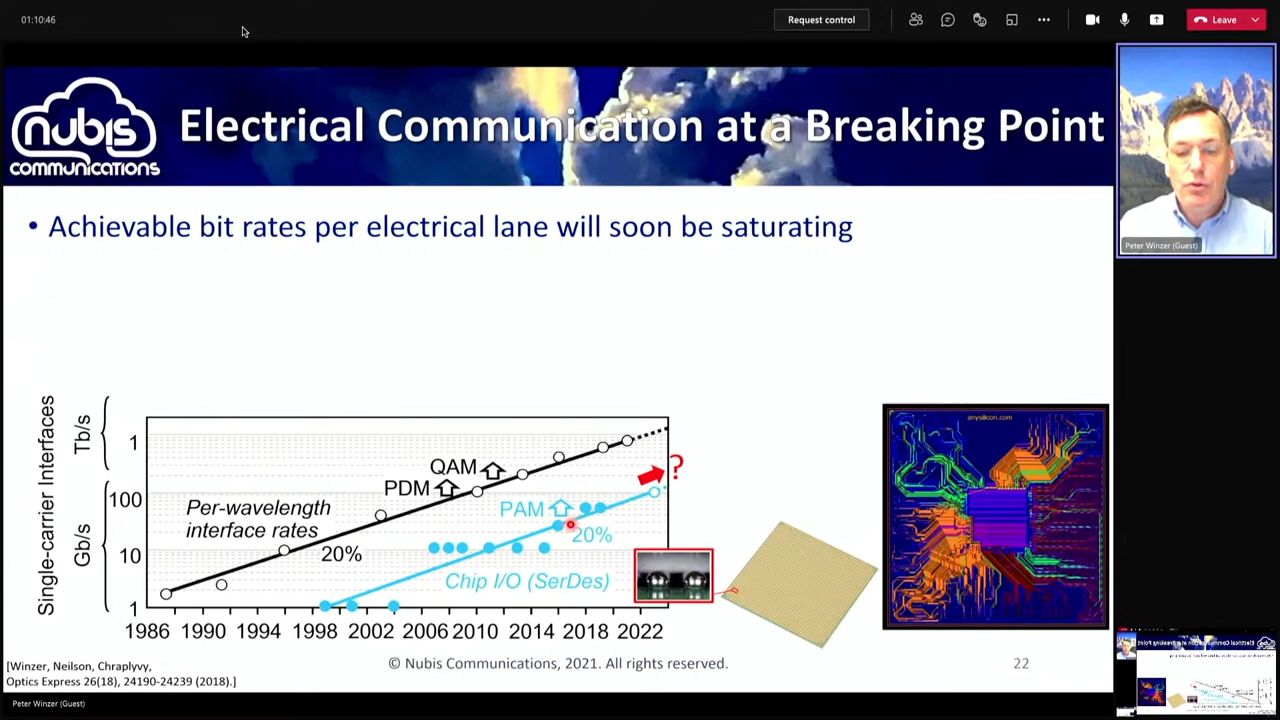 01:10:46
Request control
Leave
nubis
communications
Electrical Communication at a Breaking Point
• Achievable bit rates per electrical lane will soon be saturating
Peter Winzer (Guest)
Single-carrier Interfaces
Tb/s
Gb/s
1
100
10
1
QAM
PDM
Per-wavelength
interface rates
20%
PAM
20%
Chip I/O (SerDes)
?
1986 1990 1994 1998 2002 2006 2010 2014 2018 2022
anysilicon.com
[Winzer, Neilson, Chraplyvy,
Optics Express 26(18), 24190-24239 (2018).]
© Nubis Communications, 2021. All rights reserved.
22
Peter Winzer (Guest)